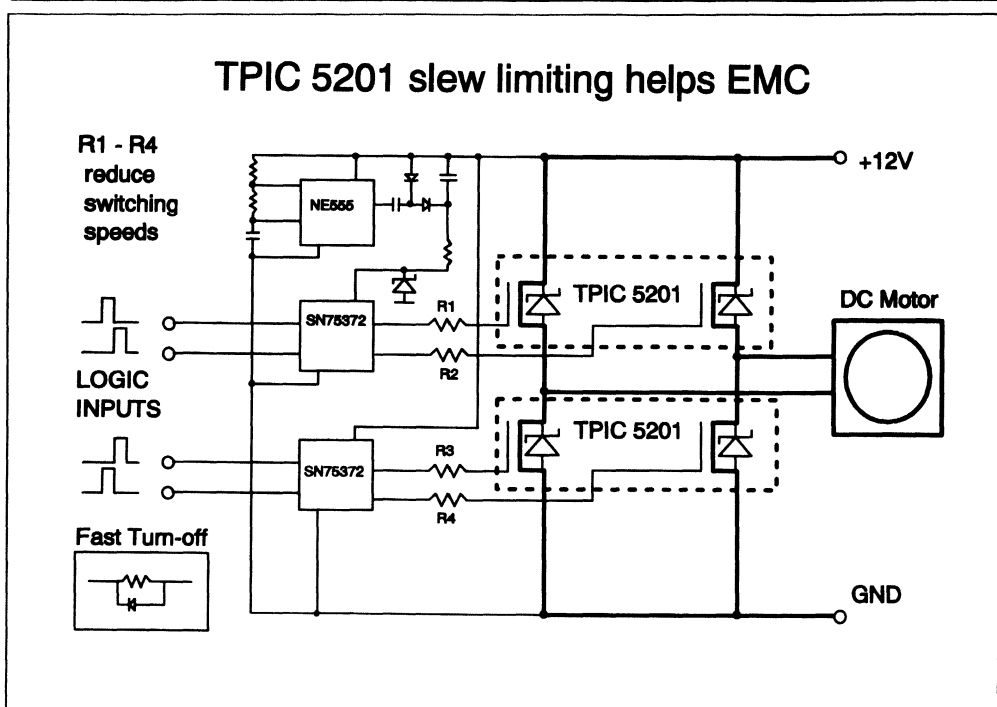 TPIC 5201 slew limiting helps EMC
R1 - R4
reduce
switching
speeds
NE555
+12V
TPIC 5201
DC Motor
SN75372
R1
R2
LOGIC
INPUTS
TPIC 5201
SN75372
R3
R4
Fast Turn-off
GND